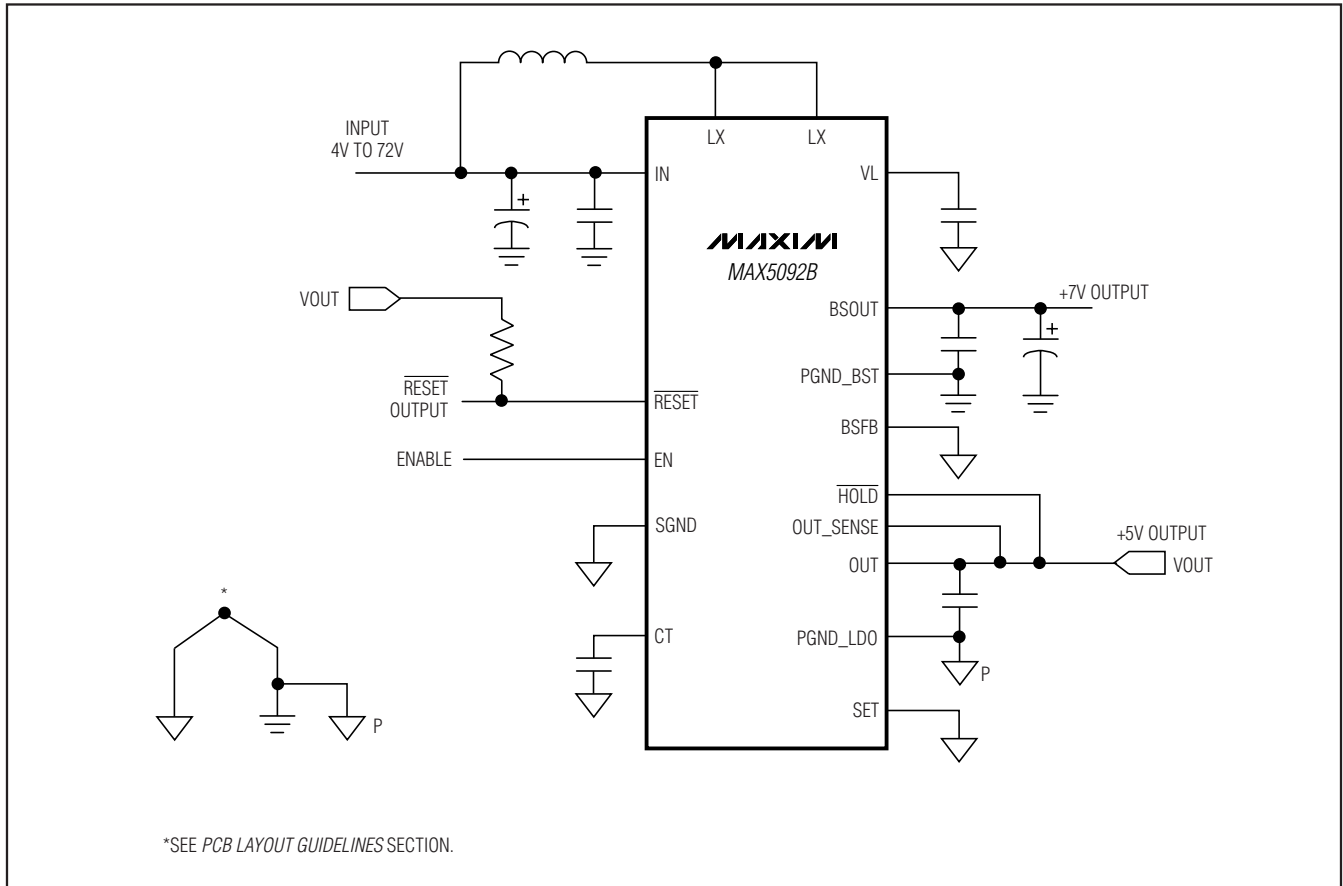 LX LX
INPUT
4V TO 72V
IN
VL
+
MAXIM
MAX5092B
VOUT
BSOUT
+7V OUTPUT
+
PGND_BST
RESET
OUTPUT
RESET
BSFB
ENABLE
EN
HOLD
SGND
OUT_SENSE
+5V OUTPUT
OUT
VOUT
*
CT
PGND_LDO
P
SET
P
*SEE PCB LAYOUT GUIDELINES SECTION.